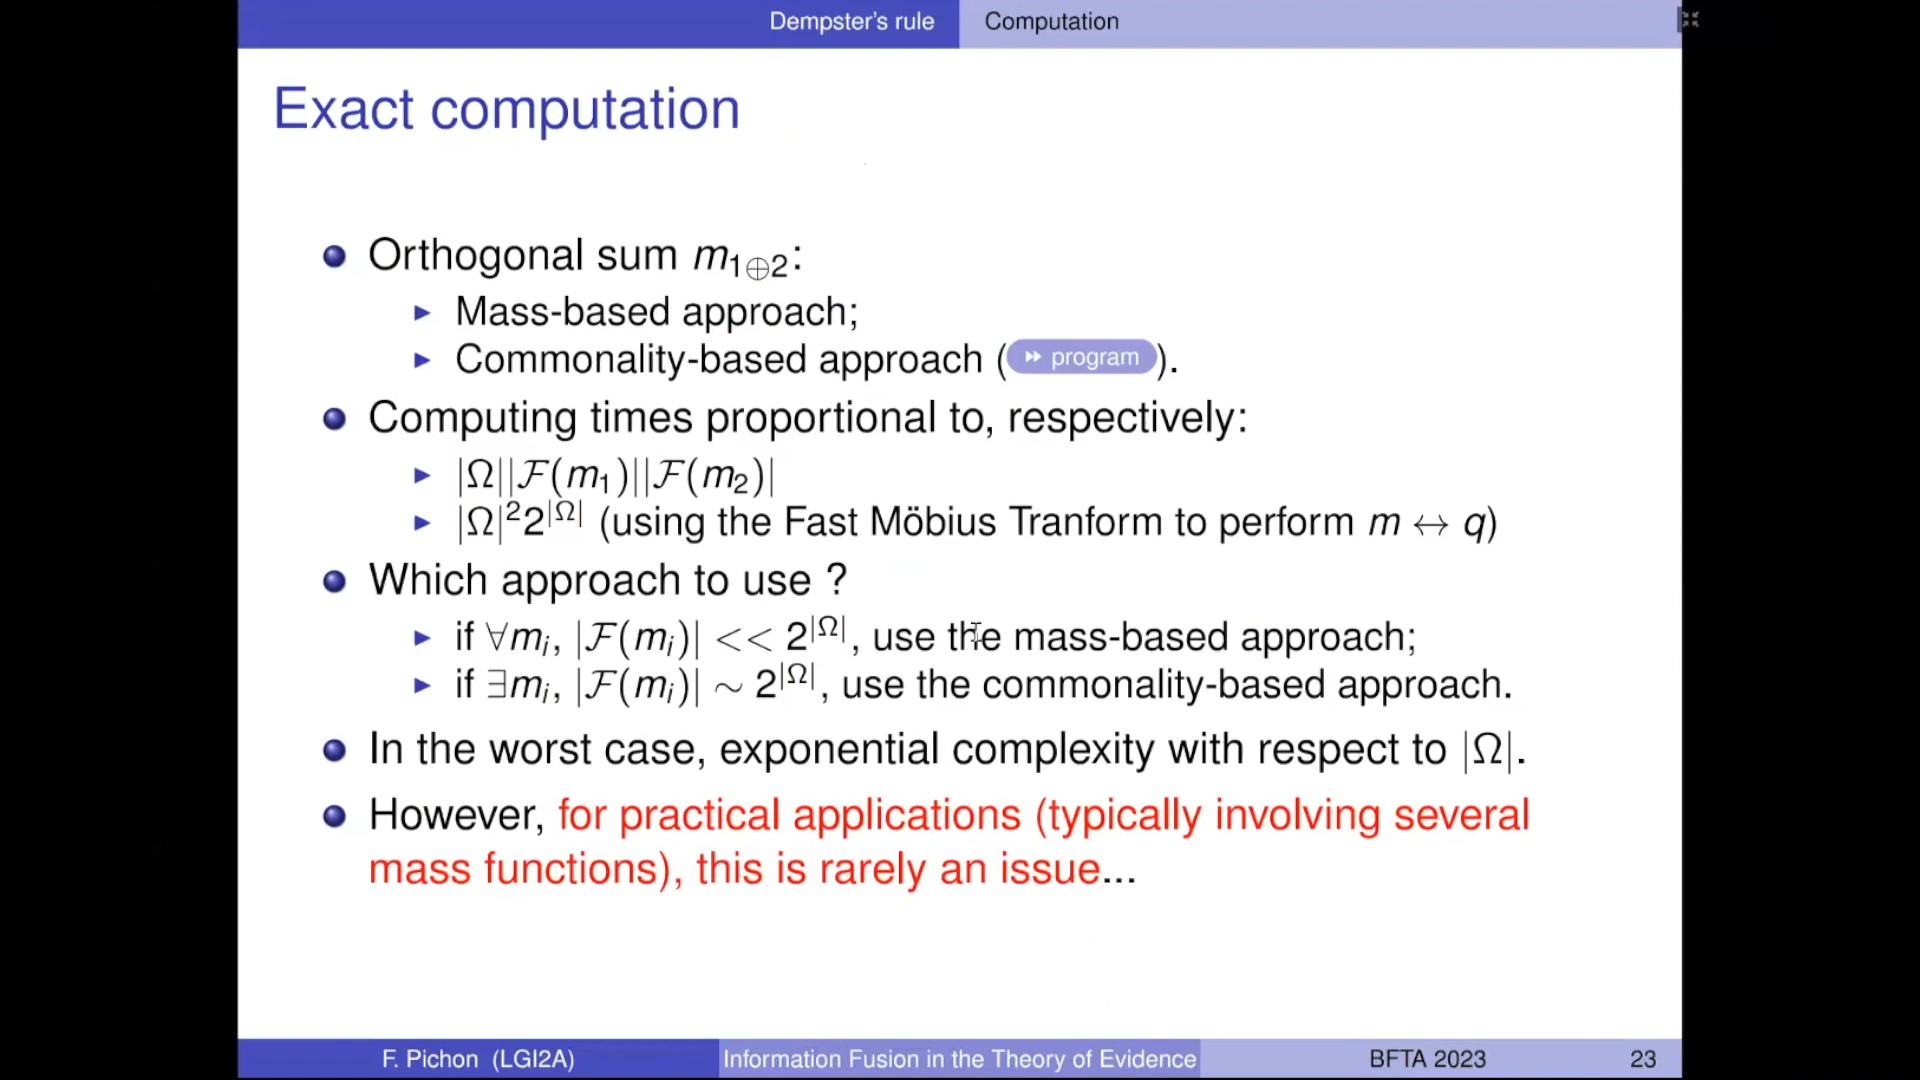 Dempster's rule Computation
Exact computation
Orthogonal sum m₁⊕₂:
Mass-based approach;
Commonality-based approach ( program ).
Computing times proportional to, respectively:
|Ω||ℱ(m₁)||ℱ(m₂)|
|Ω|²2^|Ω| (using the Fast Möbius Tranform to perform m ↔ q)
Which approach to use ?
if ∀mᵢ, |ℱ(mᵢ)| << 2^|Ω|, use the mass-based approach;
if ∃mᵢ, |ℱ(mᵢ)| ∼ 2^|Ω|, use the commonality-based approach.
In the worst case, exponential complexity with respect to |Ω|.
However, for practical applications (typically involving several
mass functions), this is rarely an issue...
F. Pichon (LGI2A) Information Fusion in the Theory of Evidence BFTA 2023 23